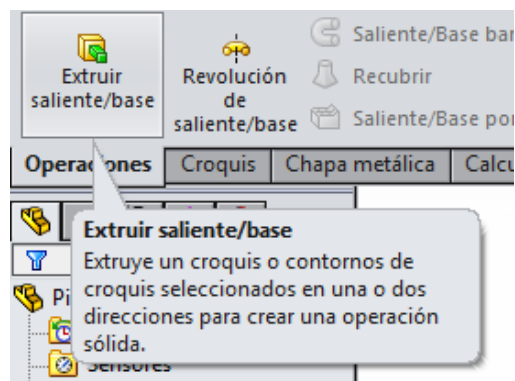 Extruir
saliente/base
Revolución
de
saliente/base
Saliente/Base bar
Recubrir
Saliente/Base por
Operaciones
Croquis
Chapa metálica
Calcu
Extruir saliente/base
Extruye un croquis o contornos de
croquis seleccionados en una o dos
direcciones para crear una operación
sólida.
Pi
Sensores